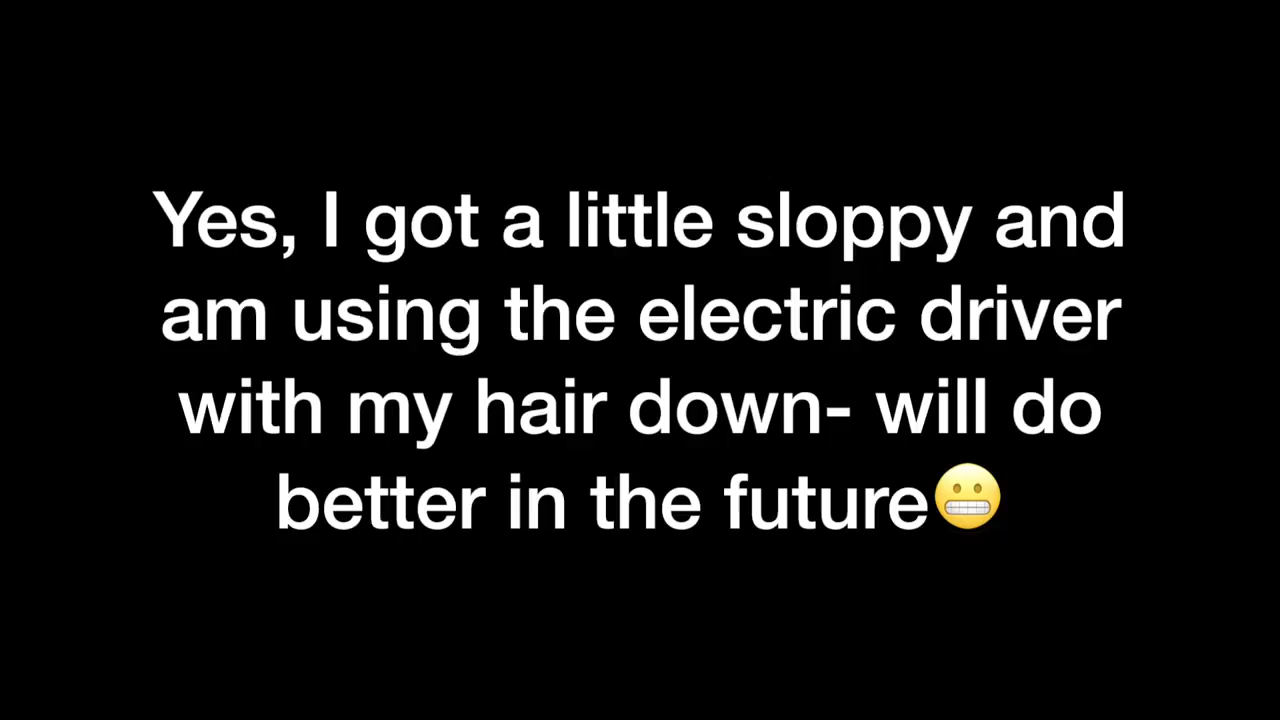 Yes, I got a little sloppy and
am using the electric driver
with my hair down- will do
better in the future😬